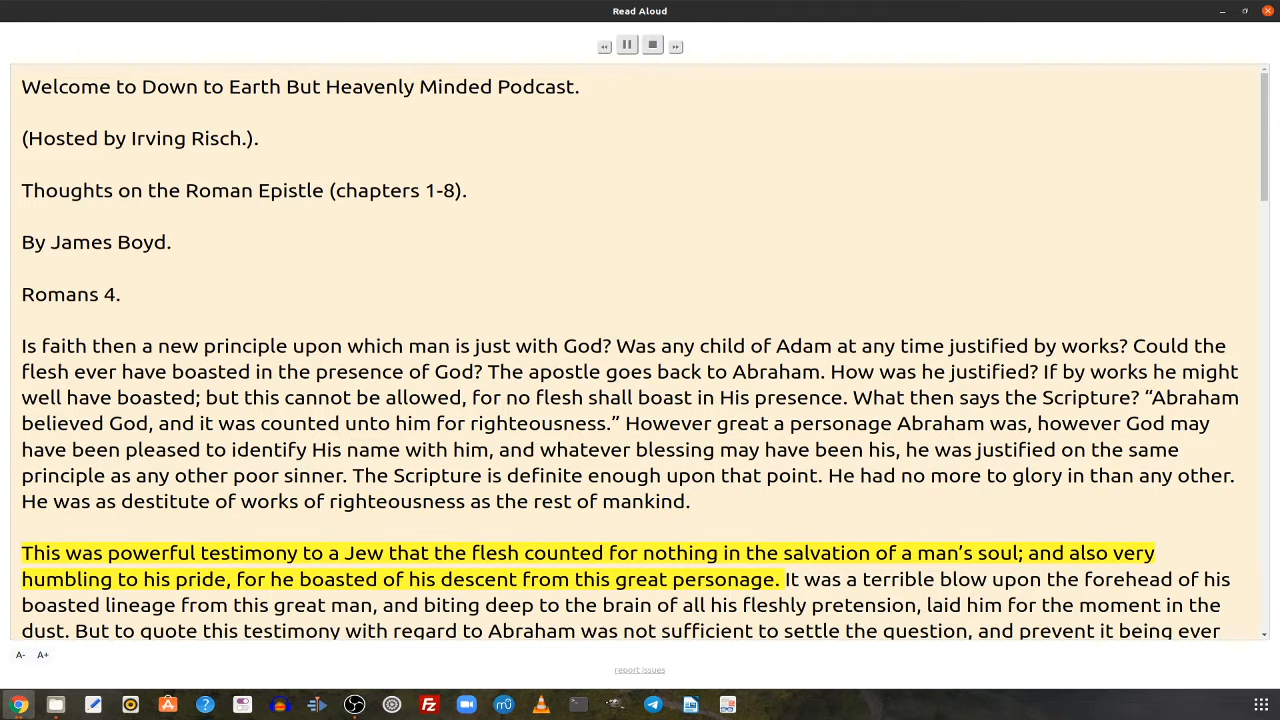 Read Aloud
Welcome to Down to Earth But Heavenly Minded Podcast.
(Hosted by Irving Risch.).
Thoughts on the Roman Epistle (chapters 1-8).
By James Boyd.
Romans 4.
Is faith then a new principle upon which man is just with God? Was any child of Adam at any time justified by works? Could the
flesh ever have boasted in the presence of God? The apostle goes back to Abraham. How was he justified? If by works he might
well have boasted; but this cannot be allowed, for no flesh shall boast in His presence. What then says the Scripture? “Abraham
believed God, and it was counted unto him for righteousness.” However great a personage Abraham was, however God may
have been pleased to identify His name with him, and whatever blessing may have been his, he was justified on the same
principle as any other poor sinner. The Scripture is definite enough upon that point. He had no more to glory in than any other.
He was as destitute of works of righteousness as the rest of mankind.
This was powerful testimony to a Jew that the flesh counted for nothing in the salvation of a man’s soul; and also very
humbling to his pride, for he boasted of his descent from this great personage. It was a terrible blow upon the forehead of his
boasted lineage from this great man, and biting deep to the brain of all his fleshly pretension, laid him for the moment in the
dust. But to quote this testimony with regard to Abraham was not sufficient to settle the question, and prevent it being ever
A- A+
report issues